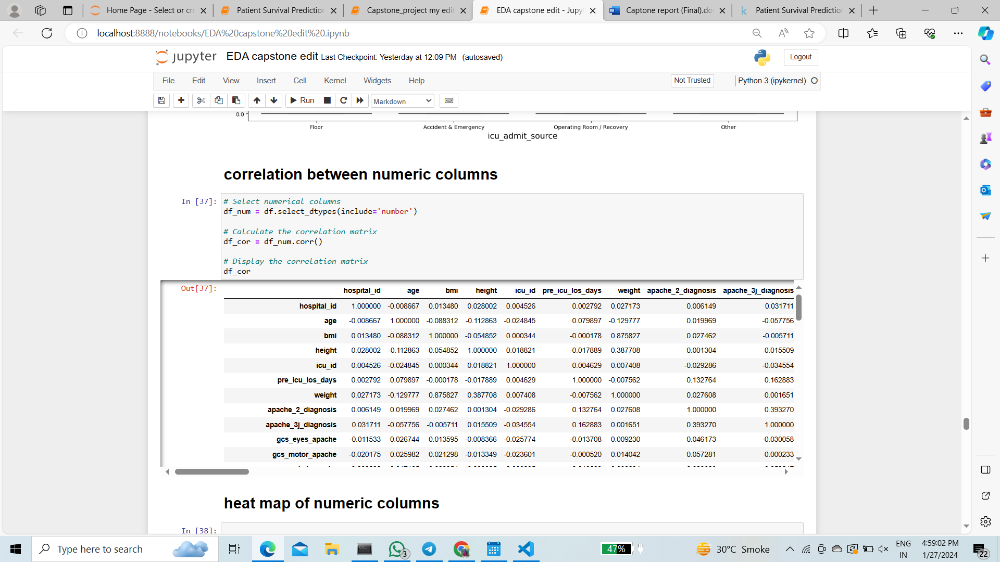 Home Page - Select or cre
Patient Survival Prediction
Capstone_project my edit
EDA capstone edit - Jupyt
Captone report (Final).do
Patient Survival Prediction
localhost:8888/notebooks/EDA%20capstone%20edit%20.ipynb
jupyter EDA capstone edit Last Checkpoint: Yesterday at 12:09 PM (autosaved)
Logout
File Edit View Insert Cell Kernel Widgets Help
Not Trusted
Python 3 (ipykernel)
Run
Markdown
0.0
Floor Accident & Emergency Operating Room / Recovery Other
icu_admit_source
correlation between numeric columns
In [37]:
# Select numerical columns
df_num = df.select_dtypes(include='number')
# Calculate the correlation matrix
df_cor = df_num.corr()
# Display the correlation matrix
df_cor
Out[37]:
hospital_id age bmi height icu_id pre_icu_los_days weight apache_2_diagnosis apache_3j_diagnosis
hospital_id 1.000000 -0.008667 0.013480 0.028002 0.004526 0.002792 0.027173 0.006149 0.031711
age -0.008667 1.000000 -0.088312 -0.112863 -0.024845 0.079897 -0.129777 0.019969 -0.057756
bmi 0.013480 -0.088312 1.000000 -0.054852 0.000344 -0.000178 0.875827 0.027462 -0.005711
height 0.028002 -0.112863 -0.054852 1.000000 0.018821 -0.017889 0.387708 0.001304 0.015509
icu_id 0.004526 -0.024845 0.000344 0.018821 1.000000 0.004629 0.007408 -0.029286 -0.034554
pre_icu_los_days 0.002792 0.079897 -0.000178 -0.017889 0.004629 1.000000 -0.007562 0.132764 0.162883
weight 0.027173 -0.129777 0.875827 0.387708 0.007408 -0.007562 1.000000 0.027608 0.001651
apache_2_diagnosis 0.006149 0.019969 0.027462 0.001304 -0.029286 0.132764 0.027608 1.000000 0.393270
apache_3j_diagnosis 0.031711 -0.057756 -0.005711 0.015509 -0.034554 0.162883 0.001651 0.393270 1.000000
gcs_eyes_apache -0.011533 0.026744 0.013595 -0.008366 -0.025774 -0.013708 0.009230 0.046173 -0.030058
gcs_motor_apache -0.020175 0.025982 0.021298 -0.013349 -0.023601 -0.000520 0.014042 0.057281 0.000233
heat map of numeric columns
In [38]:
Type here to search
3
47%
30°C Smoke
ENG
IN
4:59:02 PM
1/27/2024
22